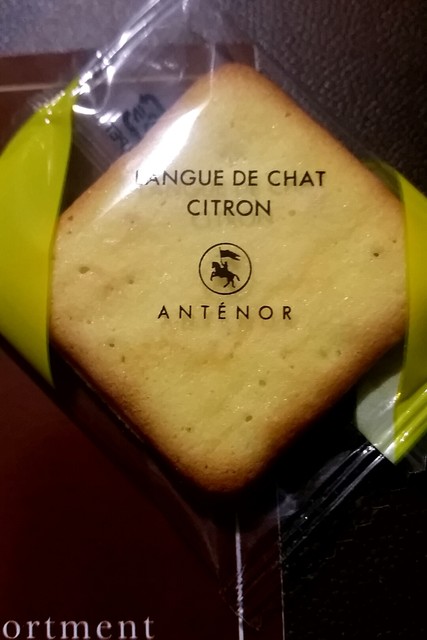 LANGUE DE CHAT
CITRON
ANTÉNOR
ortment